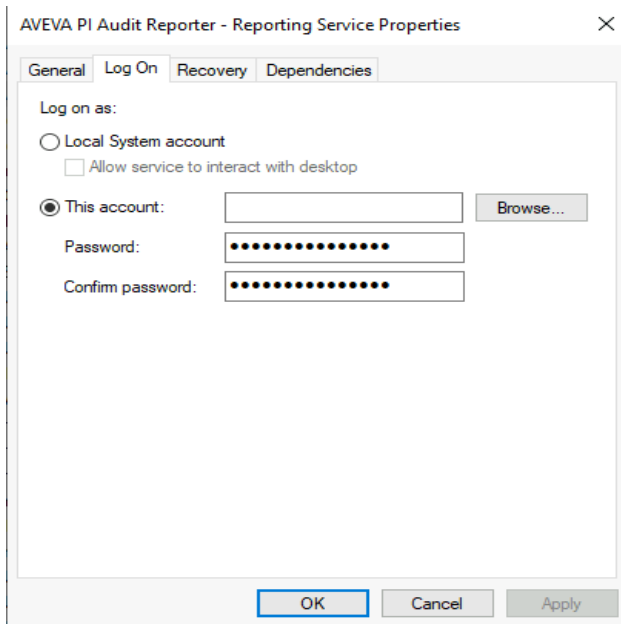 AVEVA PI Audit Reporter - Reporting Service Properties
General Log On Recovery Dependencies
Log on as:
Local System account
Allow service to interact with desktop
This account: Browse...
Password: ●●●●●●●●●●●●●●●
Confirm password: ●●●●●●●●●●●●●●●
OK Cancel Apply